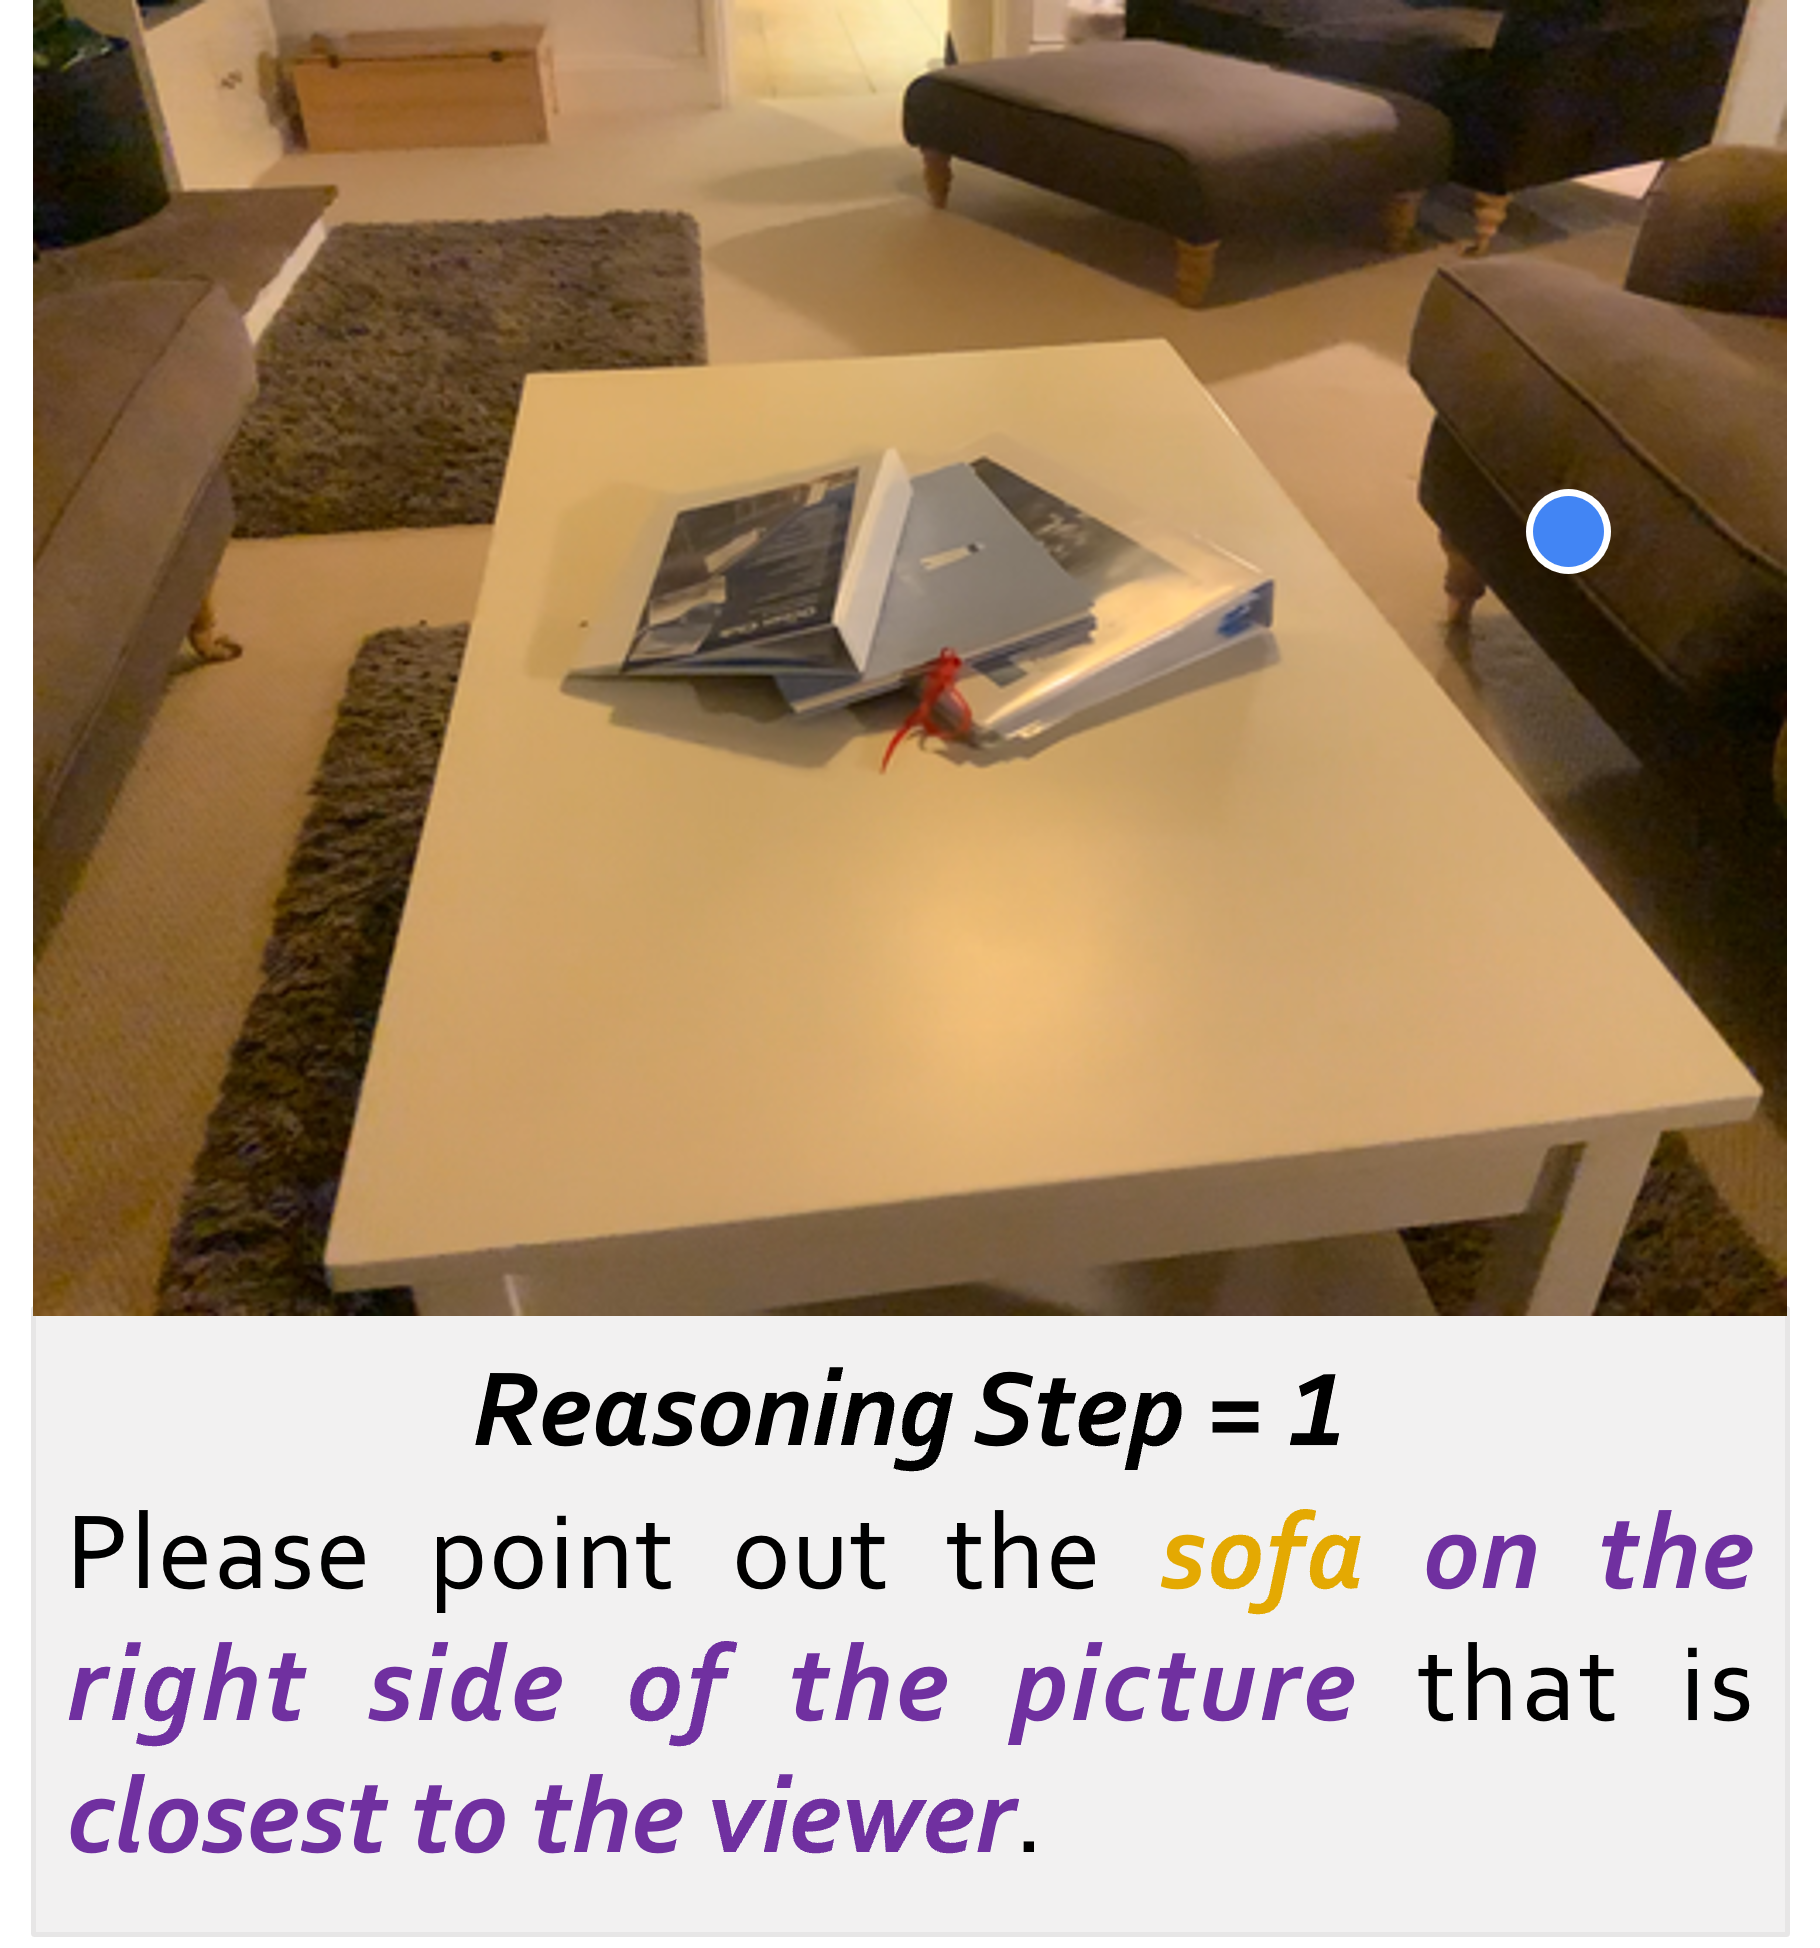 Reasoning Step = 1
Please point out the sofa on the
right side of the picture that is
closest to the viewer.